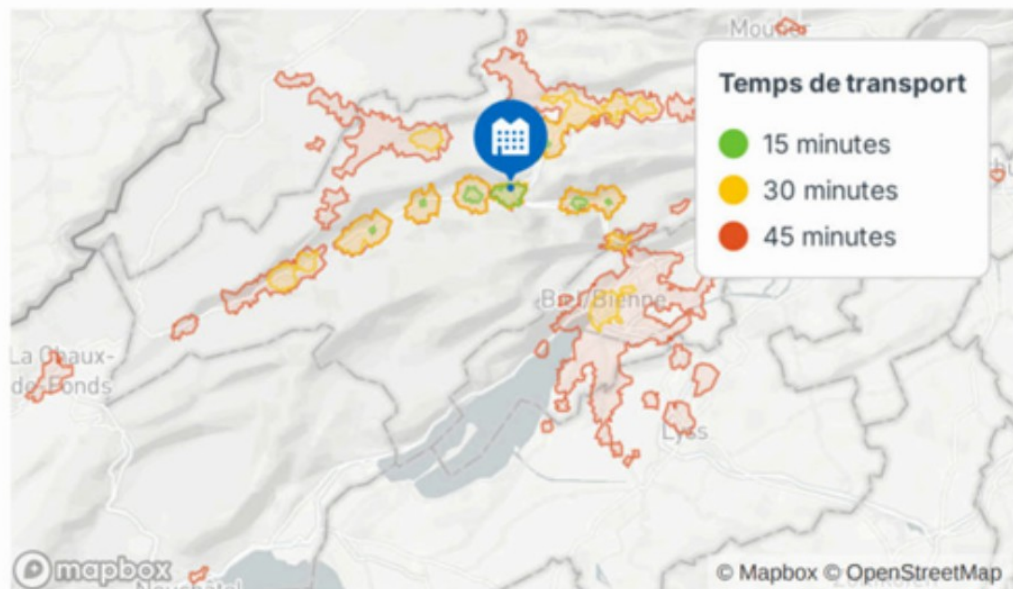 Temps de transport
15 minutes
30 minutes
45 minutes
Biel/Bienne
La Chaux-
de-Fonds
Lyss
mapbox
© Mapbox © OpenStreetMap